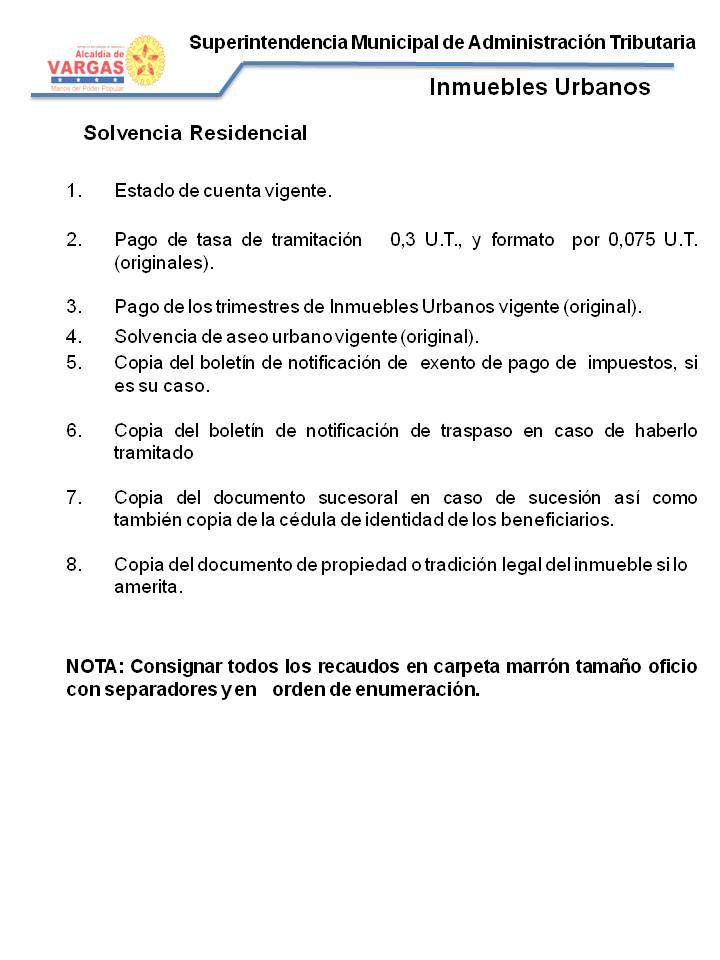 Superintendencia Municipal de Administración Tributaria
Alcaldía de
VARGAS
Manos del Poder Popular
Inmuebles Urbanos
Solvencia Residencial
1. Estado de cuenta vigente.
2. Pago de tasa de tramitación 0,3 U.T., y formato por 0,075 U.T.
(originales).
3. Pago de los trimestres de Inmuebles Urbanos vigente (original).
4. Solvencia de aseo urbano vigente (original).
5. Copia del boletín de notificación de exento de pago de impuestos, si
es su caso.
6. Copia del boletín de notificación de traspaso en caso de haberlo
tramitado
7. Copia del documento sucesoral en caso de sucesión así como
también copia de la cédula de identidad de los beneficiarios.
8. Copia del documento de propiedad o tradición legal del inmueble si lo
amerita.
NOTA: Consignar todos los recaudos en carpeta marrón tamaño oficio
con separadores y en orden de enumeración.